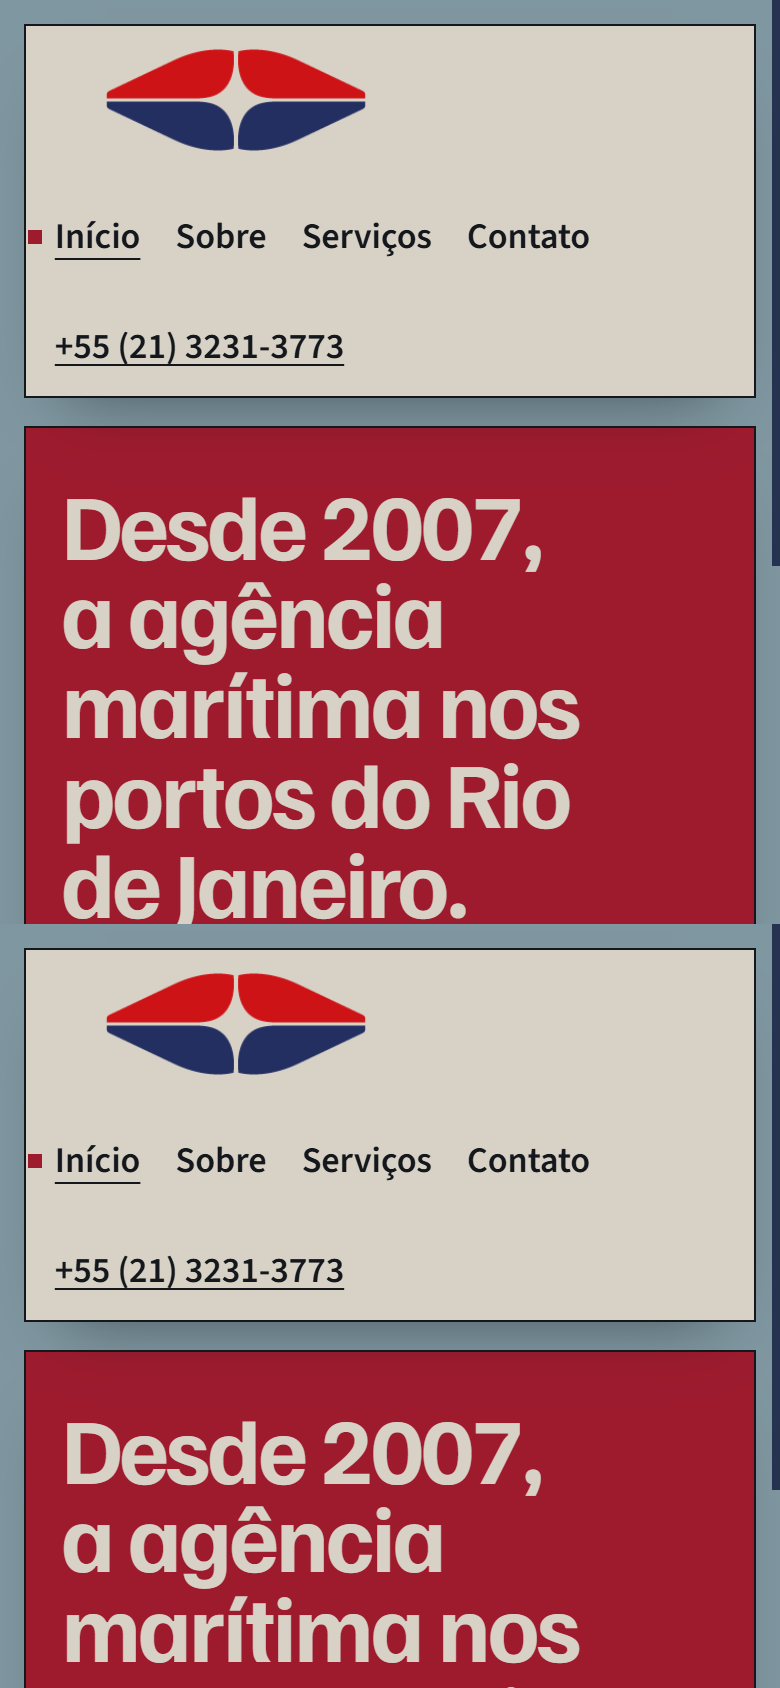 Início Sobre Serviços Contato
+55 (21) 3231-3773
Desde 2007,
a agência
marítima nos
portos do Rio
de Janeiro.
Início Sobre Serviços Contato
+55 (21) 3231-3773
Desde 2007,
a agência
marítima nos